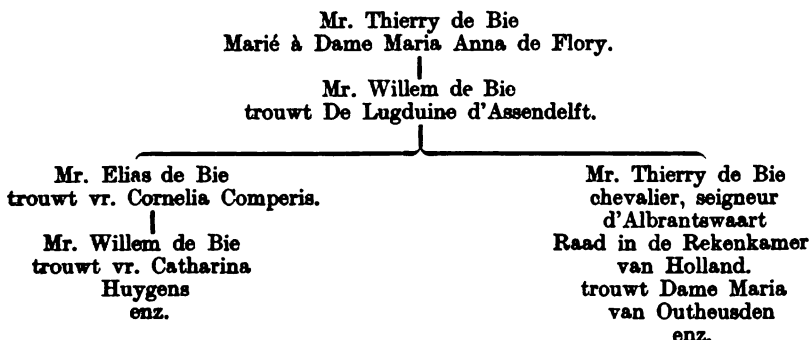 Mr. Thierry de Bie
Marié à Dame Maria Anna de Flory.
Mr. Willem de Bie
trouwt De Lugduine d'Assendelft.
Mr. Elias de Bie
trouwt vr. Cornelia Comperis.
Mr. Willem de Bie
trouwt vr. Catharina
Huygens
enz.
Mr. Thierry de Bie
chevalier, seigneur
d'Albrantswaart
Raad in de Rekenkamer
van Holland.
trouwt Dame Maria
van Outheusden
enz.